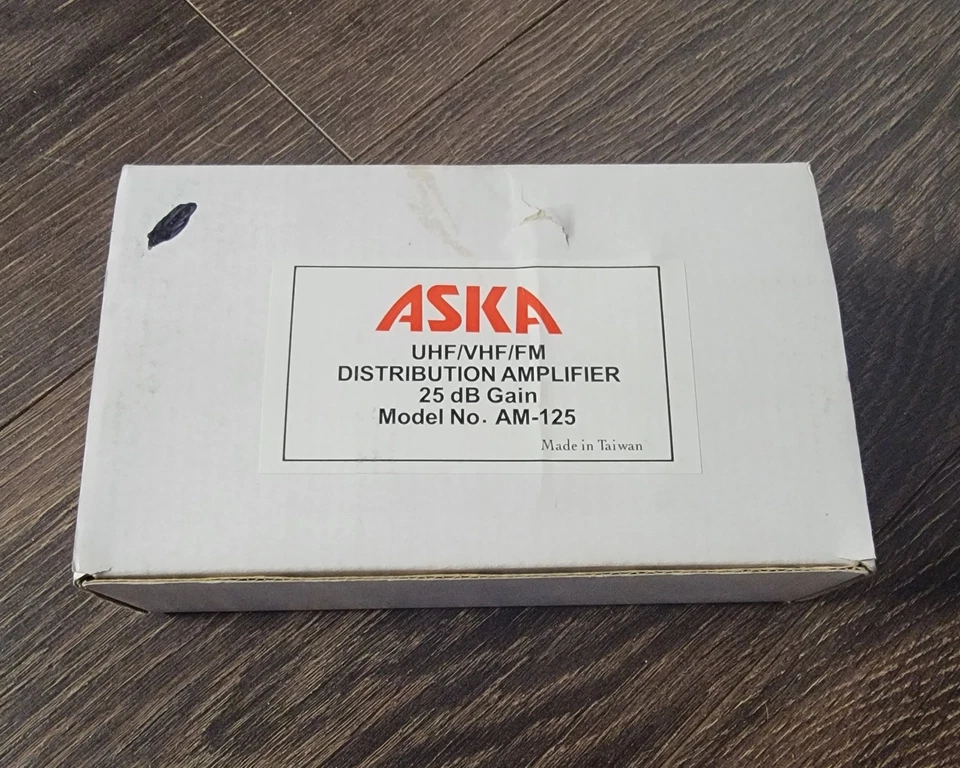 ASKA
UHF/VHF/FM
DISTRIBUTION AMPLIFIER
25 dB Gain
Model No. AM-125
Made in Taiwan